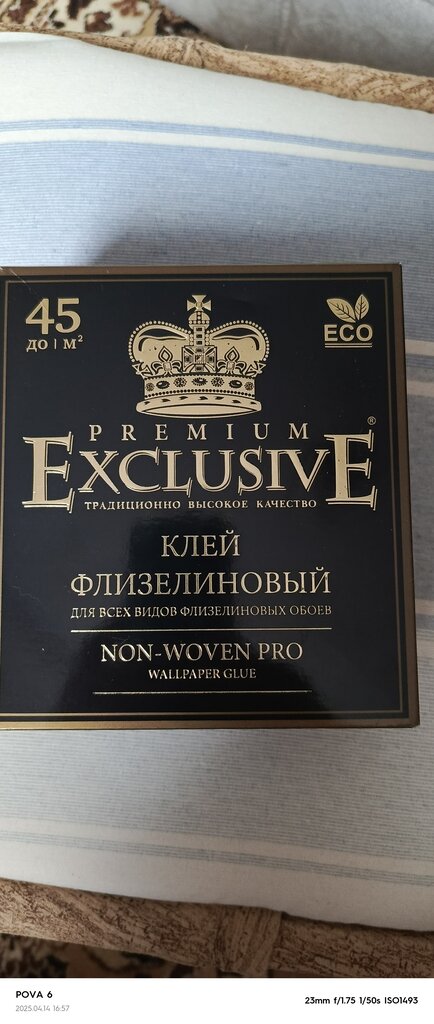 45
ДО | М²
ECO
PREMIUM
EXCLUSIVE®
ТРАДИЦИОННО ВЫСОКОЕ КАЧЕСТВО
КЛЕЙ
ФЛИЗЕЛИНОВЫЙ
ДЛЯ ВСЕХ ВИДОВ ФЛИЗЕЛИНОВЫХ ОБОЕВ
NON-WOVEN PRO
WALLPAPER GLUE
POVA 6
2025.04.14 16:57
23mm f/1.75 1/50s ISO1493